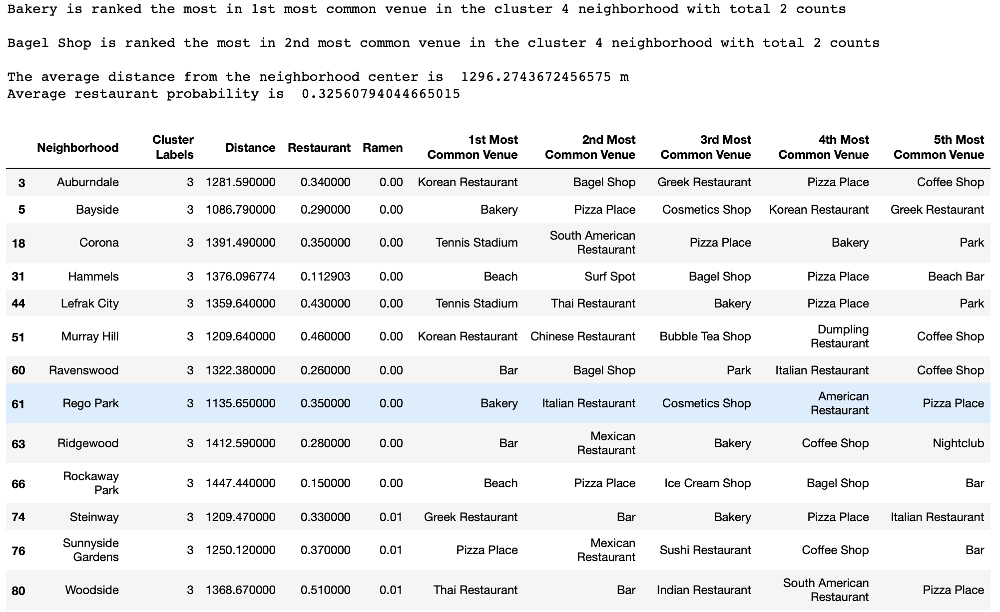 Bakery is ranked the most in 1st most common venue in the cluster 4 neighborhood with total 2 counts
Bagel Shop is ranked the most in 2nd most common venue in the cluster 4 neighborhood with total 2 counts
The average distance from the neighborhood center is  1296.2743672456575 m
Average restaurant probability is  0.32560794044665015
Neighborhood Cluster Labels Distance Restaurant Ramen 1st Most Common Venue 2nd Most Common Venue 3rd Most Common Venue 4th Most Common Venue 5th Most Common Venue
3 Auburndale 3 1281.590000 0.340000 0.00 Korean Restaurant Bagel Shop Greek Restaurant Pizza Place Coffee Shop
5 Bayside 3 1086.790000 0.290000 0.00 Bakery Pizza Place Cosmetics Shop Korean Restaurant Greek Restaurant
18 Corona 3 1391.490000 0.350000 0.00 Tennis Stadium South American Restaurant Pizza Place Bakery Park
31 Hammels 3 1376.096774 0.112903 0.00 Beach Surf Spot Bagel Shop Pizza Place Beach Bar
44 Lefrak City 3 1359.640000 0.430000 0.00 Tennis Stadium Thai Restaurant Bakery Pizza Place Park
51 Murray Hill 3 1209.640000 0.460000 0.00 Korean Restaurant Chinese Restaurant Bubble Tea Shop Dumpling Restaurant Coffee Shop
60 Ravenswood 3 1322.380000 0.260000 0.00 Bar Bagel Shop Park Italian Restaurant Coffee Shop
61 Rego Park 3 1135.650000 0.350000 0.00 Bakery Italian Restaurant Cosmetics Shop American Restaurant Pizza Place
63 Ridgewood 3 1412.590000 0.280000 0.00 Bar Mexican Restaurant Bakery Coffee Shop Nightclub
66 Rockaway Park 3 1447.440000 0.150000 0.00 Beach Pizza Place Ice Cream Shop Bagel Shop Bar
74 Steinway 3 1209.470000 0.330000 0.01 Greek Restaurant Bar Bakery Pizza Place Italian Restaurant
76 Sunnyside Gardens 3 1250.120000 0.370000 0.01 Pizza Place Mexican Restaurant Sushi Restaurant Coffee Shop Bar
80 Woodside 3 1368.670000 0.510000 0.01 Thai Restaurant Bar Indian Restaurant South American Restaurant Pizza Place